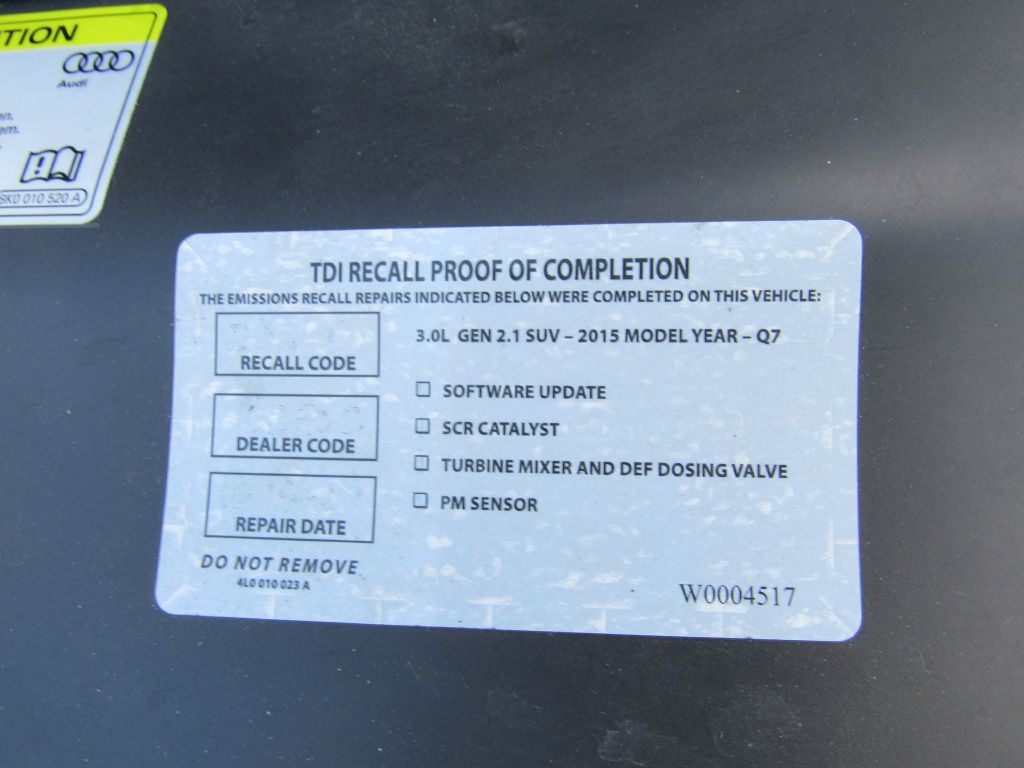 TION
Audi
en.
em.
8K0 010 520 A
TDI RECALL PROOF OF COMPLETION
THE EMISSIONS RECALL REPAIRS INDICATED BELOW WERE COMPLETED ON THIS VEHICLE:
3.0L GEN 2.1 SUV – 2015 MODEL YEAR – Q7
RECALL CODE
DEALER CODE
REPAIR DATE
☐ SOFTWARE UPDATE
☐ SCR CATALYST
☐ TURBINE MIXER AND DEF DOSING VALVE
☐ PM SENSOR
DO NOT REMOVE
4L0 010 023 A
W0004517